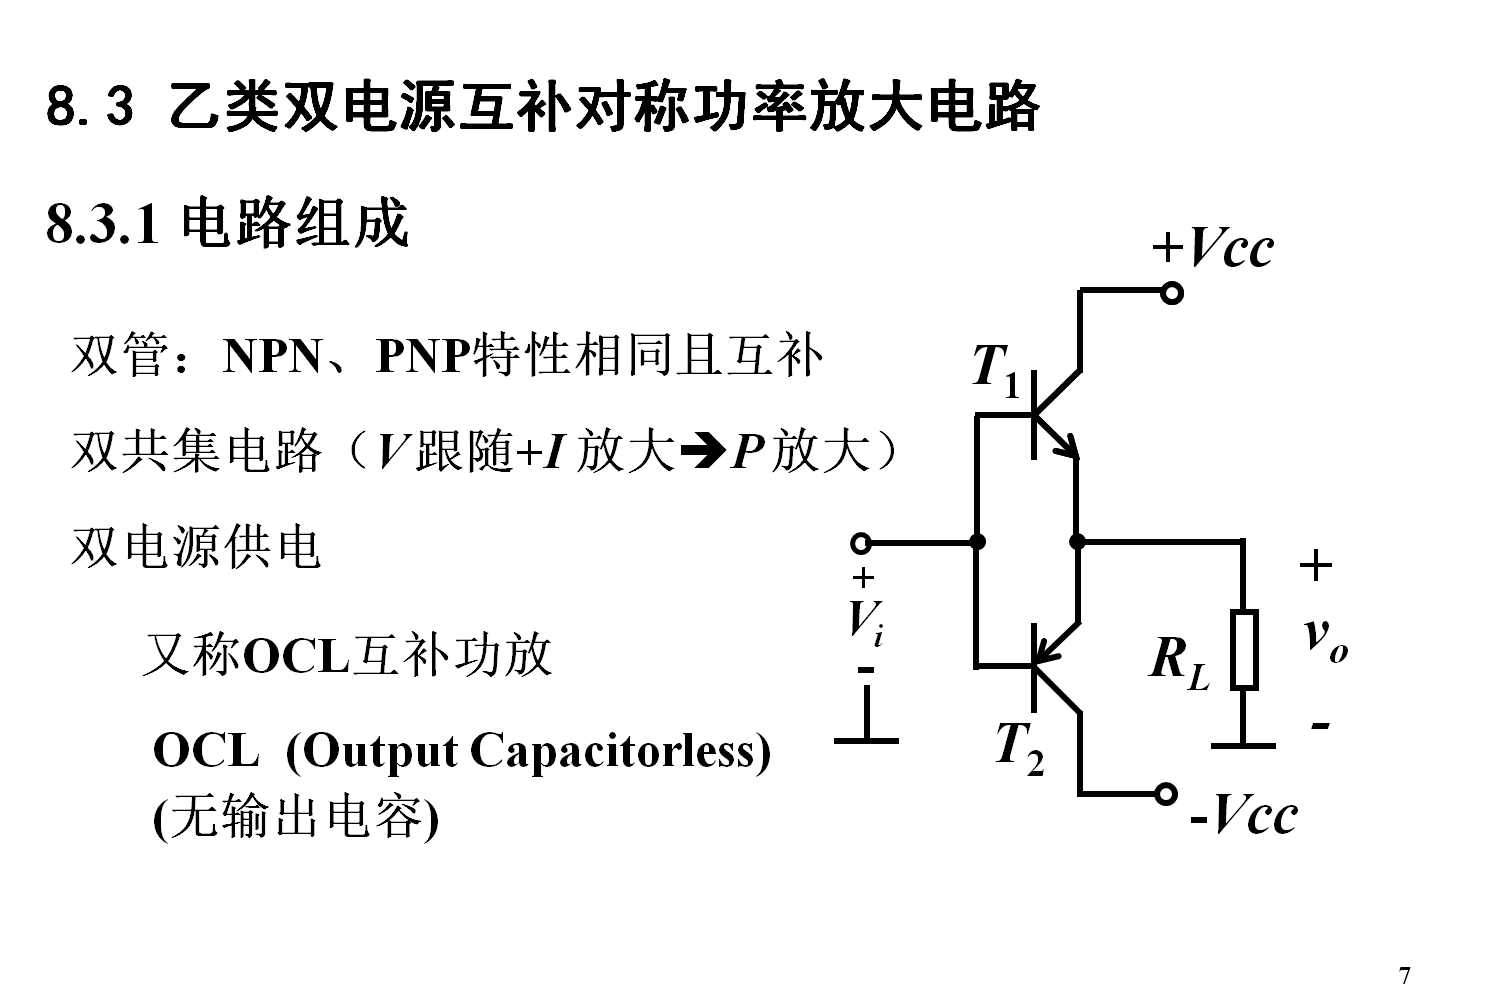 8.3 乙类双电源互补对称功率放大电路
8.3.1 电路组成
双管：NPN、PNP特性相同且互补
双共集电路（V跟随+I 放大➔P 放大）
双电源供电
又称OCL互补功放
OCL (Output Capacitorless)
(无输出电容)
+Vcc
T1
+
Vi
-
RL
+
vo
-
T2
-Vcc
7